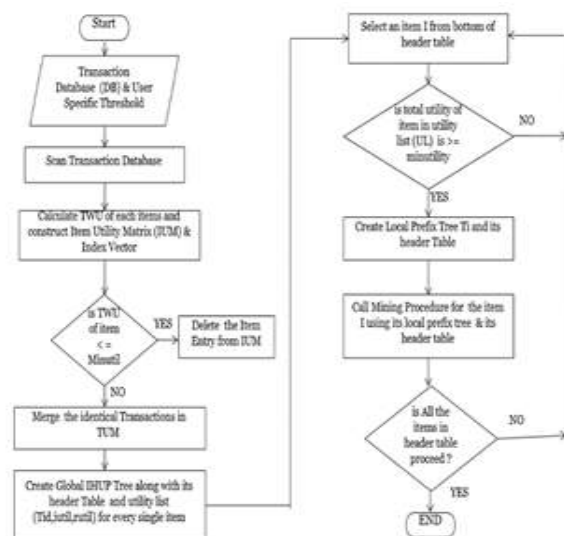 Start
Transaction
Database (DB) & User
Specific Threshold
Scan Transaction Database
Calculate TWU of each items and
construct Item Utility Matrix (IUM) &
Index Vector
is TWU
of item
< =
Minutil
YES
Delete the Item
Entry from IUM
NO
Merge the identical Transactions in
TUM
Create Global IHUP Tree along with its
header Table and utility list
(Tid,iutil,rutil) for every single item
Select an item I from bottom of
header table
is total utility of
item in utility
list (UL) is >=
minutility
NO
YES
Create Local Prefix Tree Ti and its
header Table
Call Mining Procedure for the item
I using its local prefix tree & its
header table
is All the
items in
header table
proceed ?
NO
YES
END